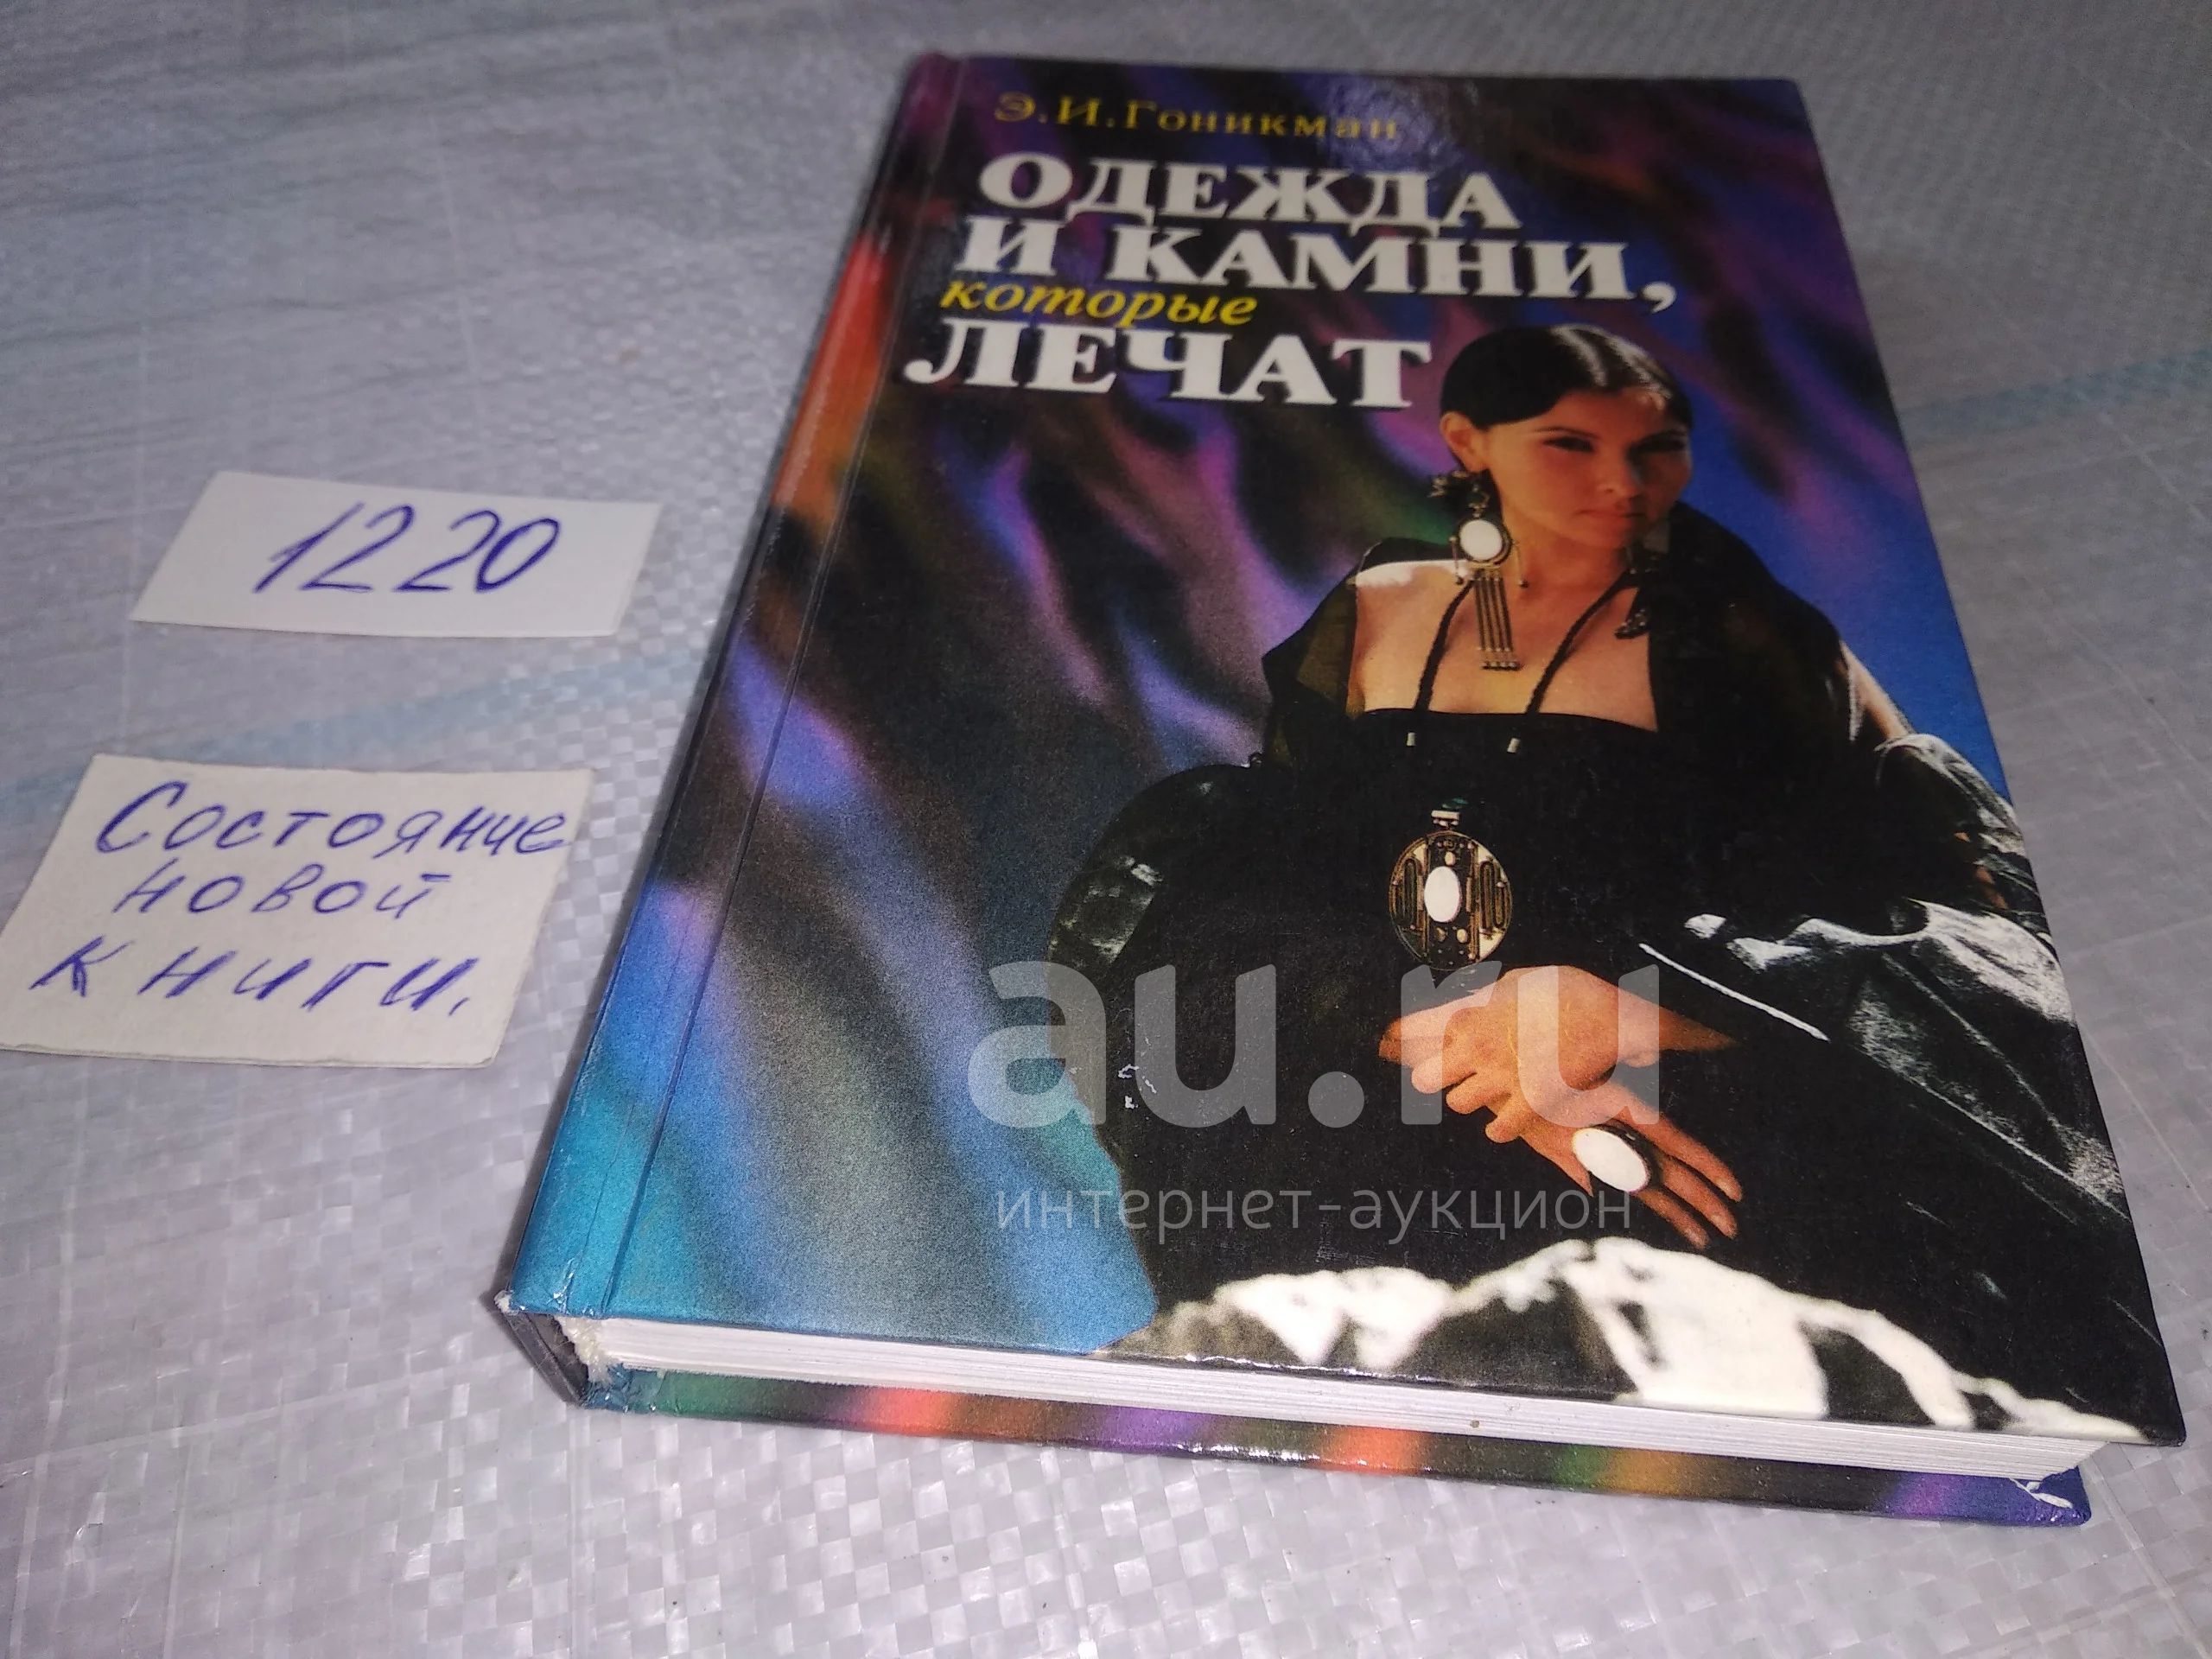 Э.И.Гоникман
ОДЕЖДА
И КАМНИ,
которые
ЛЕЧАТ
1220
Состояние
новой
книги.
au.ru
интернет-аукцион